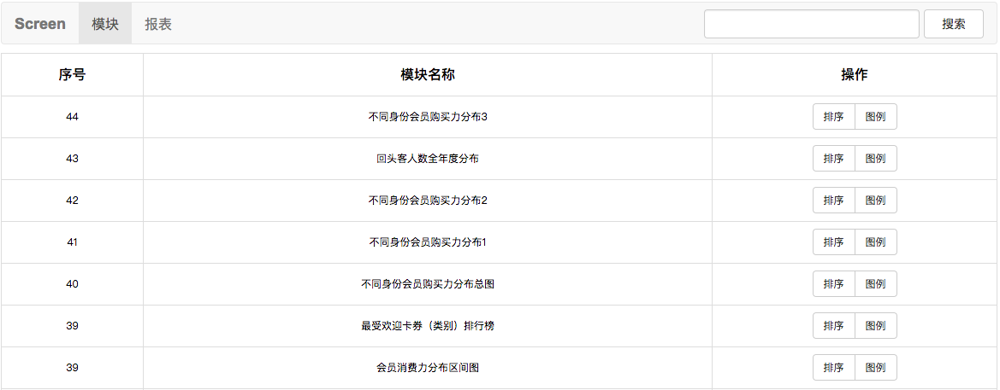 Screen 模块 报表 搜索
序号 模块名称 操作
44 不同身份会员购买力分布3 排序 图例
43 回头客人数全年度分布 排序 图例
42 不同身份会员购买力分布2 排序 图例
41 不同身份会员购买力分布1 排序 图例
40 不同身份会员购买力分布总图 排序 图例
39 最受欢迎卡券（类别）排行榜 排序 图例
39 会员消费力分布区间图 排序 图例